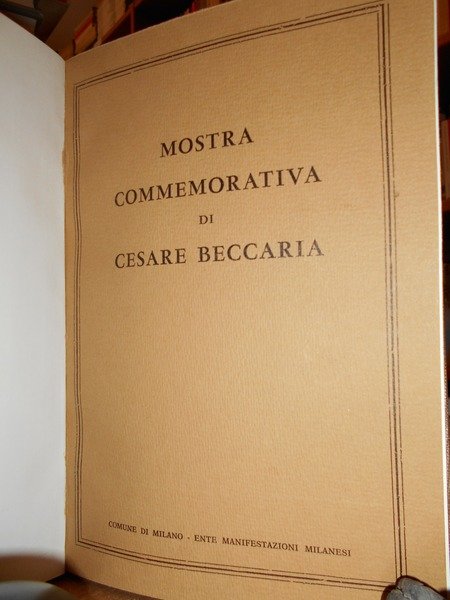 MOSTRA
COMMEMORATIVA
DI
CESARE BECCARIA
COMUNE DI MILANO - ENTE MANIFESTAZIONI MILANESI